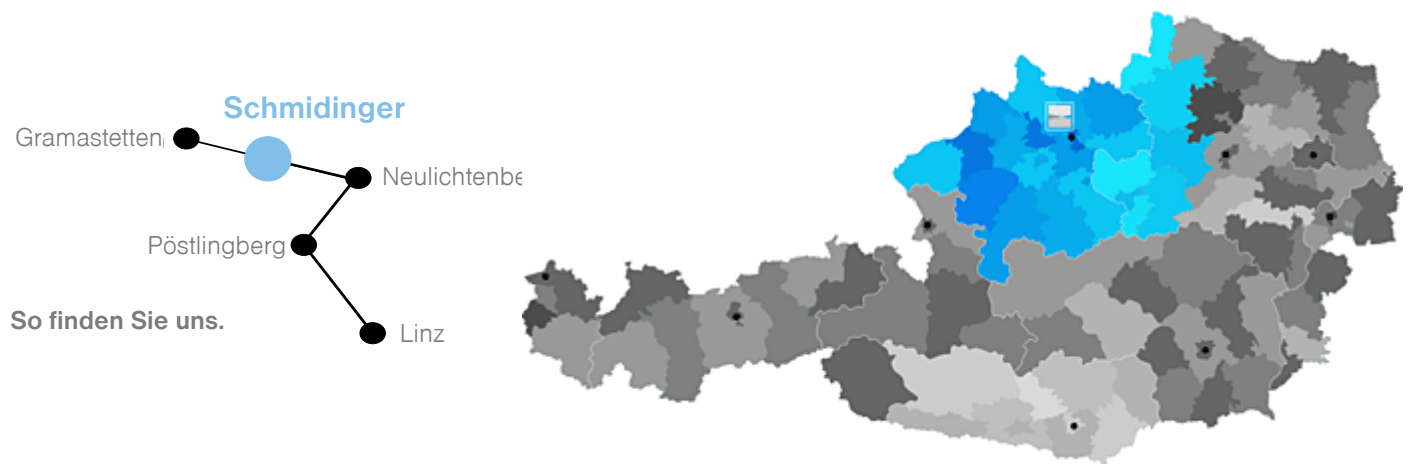 Schmidinger
Gramastetten
Neulichtenbe
Pöstlingberg
So finden Sie uns.
Linz